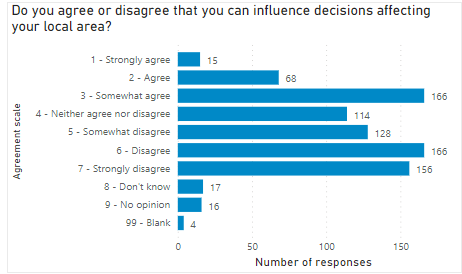 Do you agree or disagree that you can influence decisions affecting
your local area?
Agreement scale
1 - Strongly agree 15
2 - Agree 68
3 - Somewhat agree 166
4 - Neither agree nor disagree 114
5 - Somewhat disagree 128
6 - Disagree 166
7 - Strongly disagree 156
8 - Don't know 17
9 - No opinion 16
99 - Blank 4
0 50 100 150
Number of responses